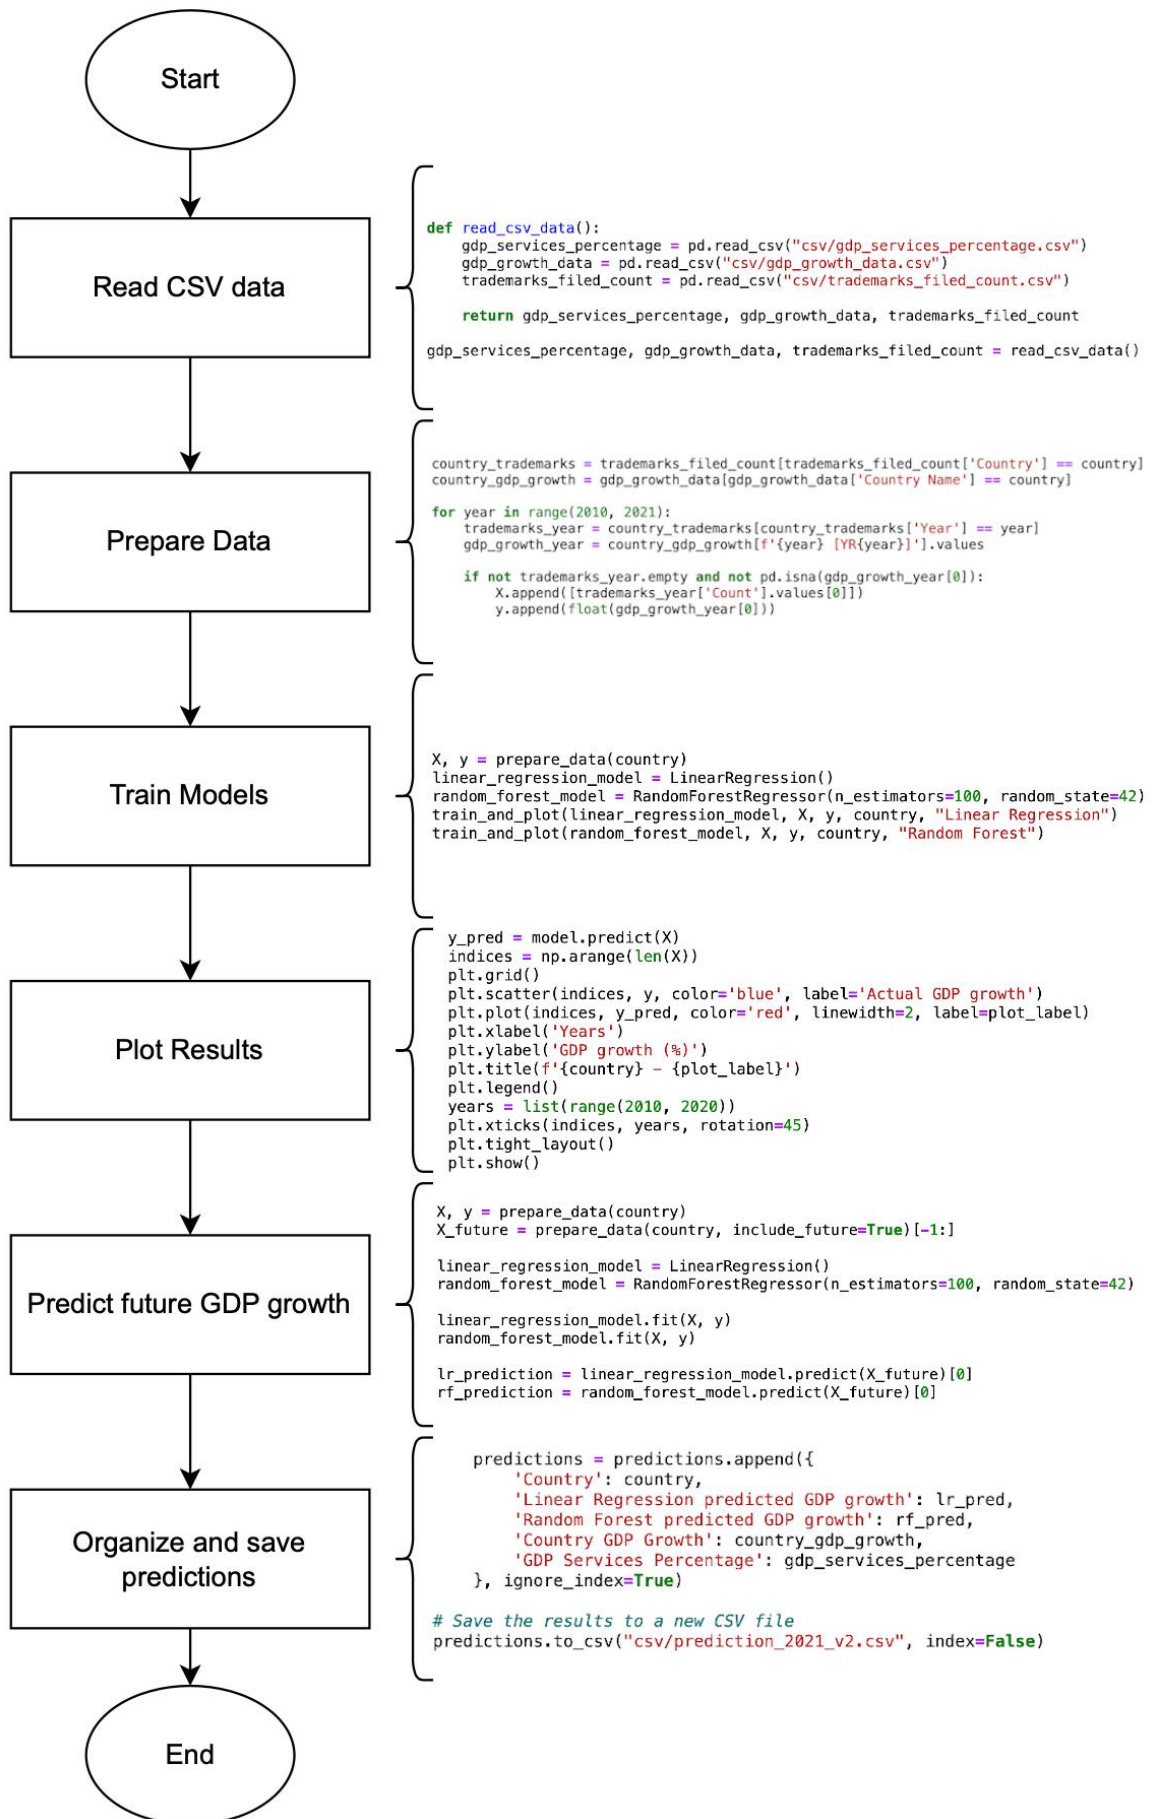 Start
Read CSV data
def read_csv_data():
    gdp_services_percentage = pd.read_csv("csv/gdp_services_percentage.csv")
    gdp_growth_data = pd.read_csv("csv/gdp_growth_data.csv")
    trademarks_filed_count = pd.read_csv("csv/trademarks_filed_count.csv")
    return gdp_services_percentage, gdp_growth_data, trademarks_filed_count
gdp_services_percentage, gdp_growth_data, trademarks_filed_count = read_csv_data()
Prepare Data
country_trademarks = trademarks_filed_count[trademarks_filed_count['Country'] == country]
country_gdp_growth = gdp_growth_data[gdp_growth_data['Country Name'] == country]
for year in range(2010, 2021):
    trademarks_year = country_trademarks[country_trademarks['Year'] == year]
    gdp_growth_year = country_gdp_growth[f'{year} [YR{year}]'].values
    if not trademarks_year.empty and not pd.isna(gdp_growth_year[0]):
        X.append([trademarks_year['Count'].values[0]])
        y.append(float(gdp_growth_year[0]))
Train Models
X, y = prepare_data(country)
linear_regression_model = LinearRegression()
random_forest_model = RandomForestRegressor(n_estimators=100, random_state=42)
train_and_plot(linear_regression_model, X, y, country, "Linear Regression")
train_and_plot(random_forest_model, X, y, country, "Random Forest")
Plot Results
y_pred = model.predict(X)
indices = np.arange(len(X))
plt.grid()
plt.scatter(indices, y, color='blue', label='Actual GDP growth')
plt.plot(indices, y_pred, color='red', linewidth=2, label=plot_label)
plt.xlabel('Years')
plt.ylabel('GDP growth (%)')
plt.title(f'{country} – {plot_label}')
plt.legend()
years = list(range(2010, 2020))
plt.xticks(indices, years, rotation=45)
plt.tight_layout()
plt.show()
Predict future GDP growth
X, y = prepare_data(country)
X_future = prepare_data(country, include_future=True)[-1:]
linear_regression_model = LinearRegression()
random_forest_model = RandomForestRegressor(n_estimators=100, random_state=42)
linear_regression_model.fit(X, y)
random_forest_model.fit(X, y)
lr_prediction = linear_regression_model.predict(X_future)[0]
rf_prediction = random_forest_model.predict(X_future)[0]
Organize and save
predictions
predictions = predictions.append({
    'Country': country,
    'Linear Regression predicted GDP growth': lr_pred,
    'Random Forest predicted GDP growth': rf_pred,
    'Country GDP Growth': country_gdp_growth,
    'GDP Services Percentage': gdp_services_percentage
}, ignore_index=True)
# Save the results to a new CSV file
predictions.to_csv("csv/prediction_2021_v2.csv", index=False)
End